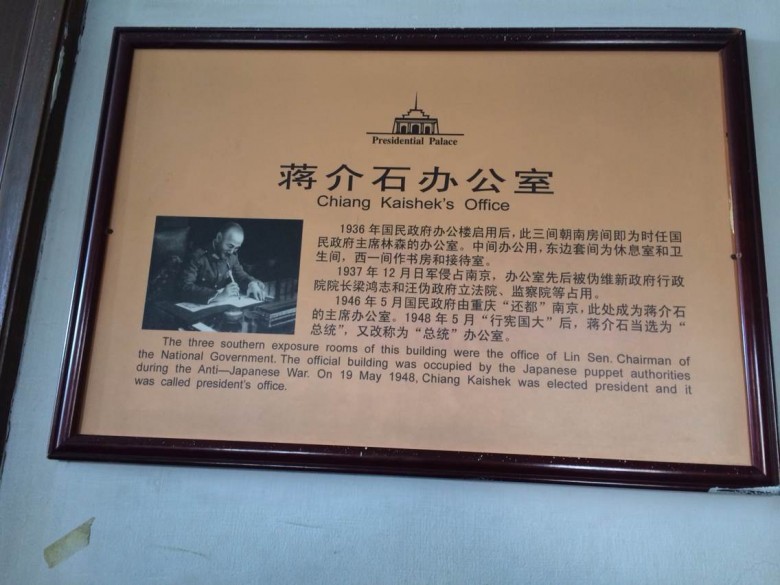 Presidential Palace
蒋介石办公室
Chiang Kaishek's Office
1936 年国民政府办公楼启用后，此三间朝南房间即为时任国
民政府主席林森的办公室。中间办公用，东边套间为休息室和卫
生间，西一间作书房和接待室。
1937 年 12 月日军侵占南京，办公室先后被伪维新政府行政
院院长梁鸿志和汪伪政府立法院、监察院等占用。
1946 年 5 月国民政府由重庆“还都”南京，此处成为蒋介石
的主席办公室。1948 年 5 月“行宪国大”后，蒋介石当选为“
总统”，又改称为“总统”办公室。
The three southern exposure rooms of this building were the office of Lin Sen. Chairman of
the National Government. The official building was occupied by the Japanese puppet authorities
during the Anti—Japanese War. On 19 May 1948, Chiang Kaishek was elected president and it
was called president's office.